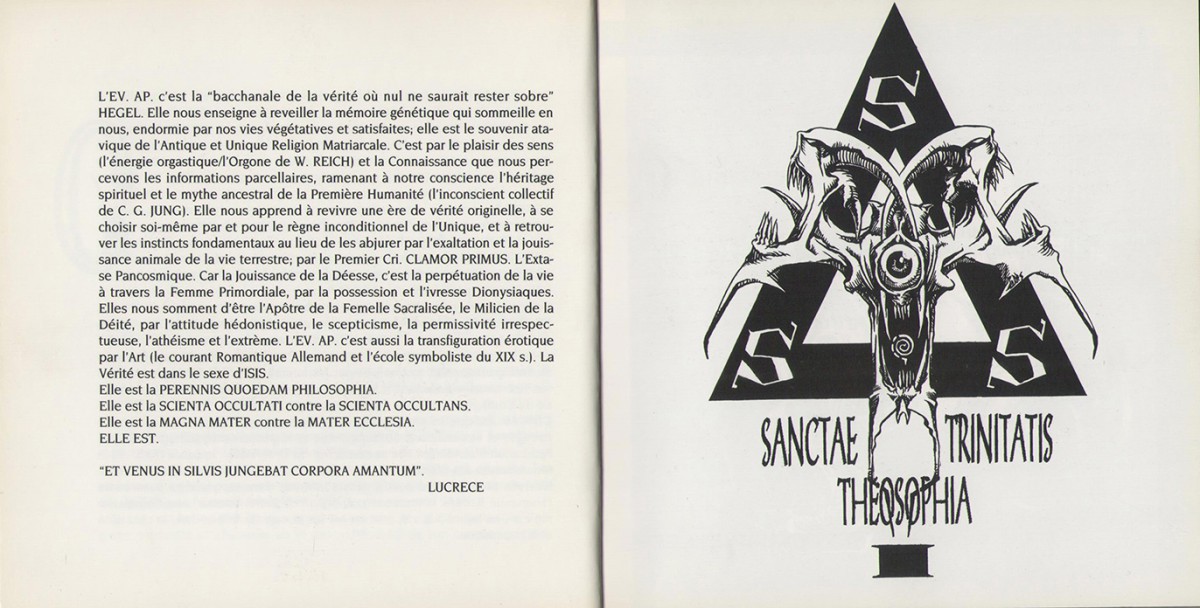 L'EV. AP. c'est la "bacchanale de la vérité où nul ne saurait rester sobre"
HEGEL. Elle nous enseigne à reveiller la mémoire génétique qui sommeille en
nous, endormie par nos vies végétatives et satisfaites; elle est le souvenir ata-
vique de l'Antique et Unique Religion Matriarcale. C'est par le plaisir des sens
(l'énergie orgastique/l'Orgone de W. REICH) et la Connaissance que nous per-
cevons les informations parcellaires, ramenant à notre conscience l'héritage
spirituel et le mythe ancestral de la Première Humanité (l'inconscient collectif
de C. G. JUNG). Elle nous apprend à revivre une ère de vérité originelle, à se
choisir soi-même par et pour le règne inconditionnel de l'Unique, et à retrou-
ver les instincts fondamentaux au lieu de les abjurer par l'exaltation et la jouis-
sance animale de la vie terrestre; par le Premier Cri. CLAMOR PRIMUS. L'Exta-
se Pancosmique. Car la Jouissance de la Déesse, c'est la perpétuation de la vie
à travers la Femme Primordiale, par la possession et l'ivresse Dionysiaques.
Elles nous somment d'être l'Apôtre de la Femelle Sacralisée, le Milicien de la
Déité, par l'attitude hédonistique, le scepticisme, la permissivité irrespec-
tueuse, l'athéisme et l'extrème. L'EV. AP. c'est aussi la transfiguration érotique
par l'Art (le courant Romantique Allemand et l'école symboliste du XIX s.). La
Vérité est dans le sexe d'ISIS.
Elle est la PERENNIS QUOEDAM PHILOSOPHIA.
Elle est la SCIENTA OCCULTATI contre la SCIENTA OCCULTANS.
Elle est la MAGNA MATER contre la MATER ECCLESIA.
ELLE EST.
"ET VENUS IN SILVIS JUNGEBAT CORPORA AMANTUM".
LUCRECE
S
S S
SANCTAE TRINITATIS
THEOSOPHIA
I